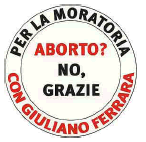 PER LA MORATORIA
ABORTO?
NO,
GRAZIE
CON GIULIANO FERRARA